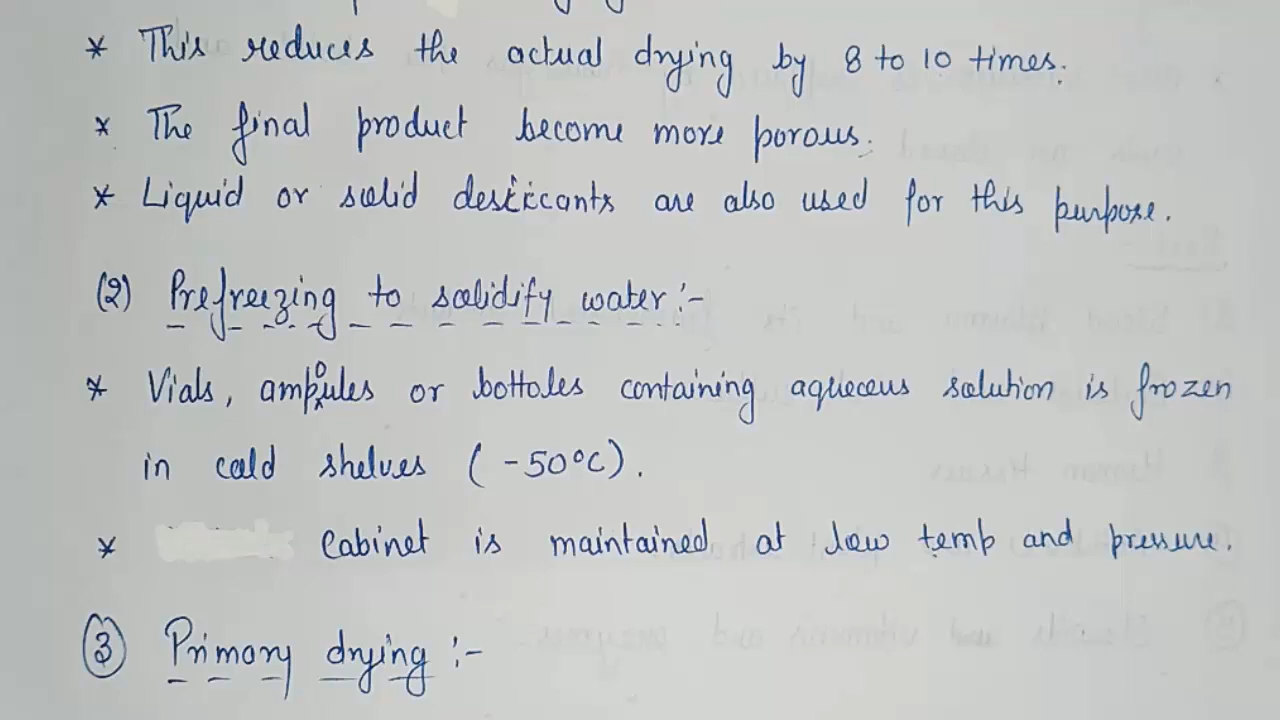 * This reduces the actual drying by 8 to 10 times.
* The final product become more porous.
* Liquid or solid desiccants are also used for this purpose.
(2) Prefreezing to solidify water :-
* Vials, ampoules or bottoles containing aqueous solution is frozen
in cold shelves (-50°C).
* Cabinet is maintained at low temp and pressure.
③ Primary drying :-